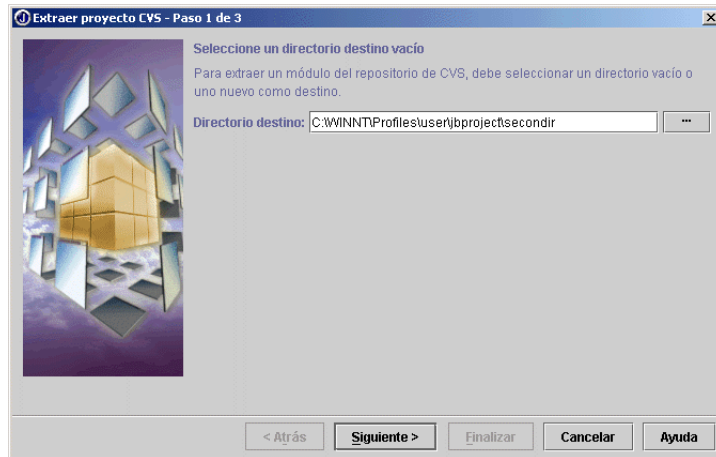 Extraer proyecto CVS - Paso 1 de 3
Seleccione un directorio destino vacío
Para extraer un módulo del repositorio de CVS, debe seleccionar un directorio vacío o
uno nuevo como destino.
Directorio destino: C:\WINNT\Profiles\user\jbproject\secondir ...
< Atrás Siguiente > Finalizar Cancelar Ayuda